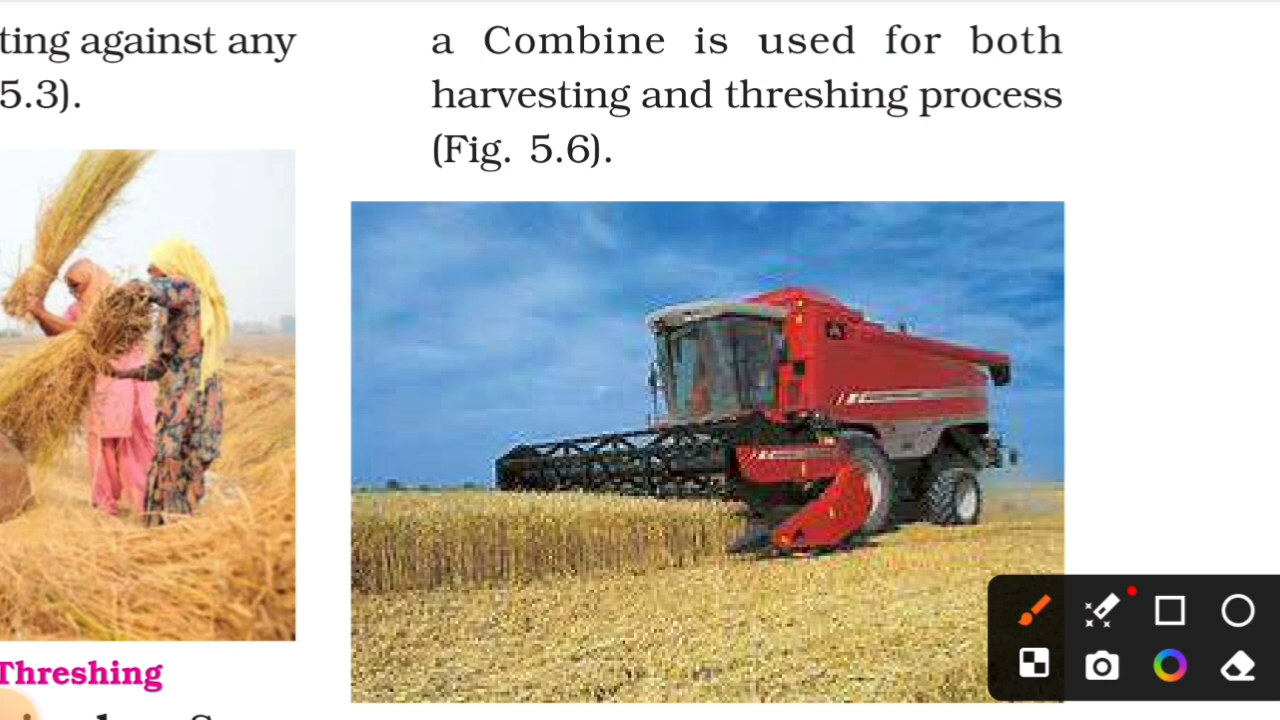 ting against any
5.3).
Threshing
a Combine is used for both
harvesting and threshing process
(Fig. 5.6).